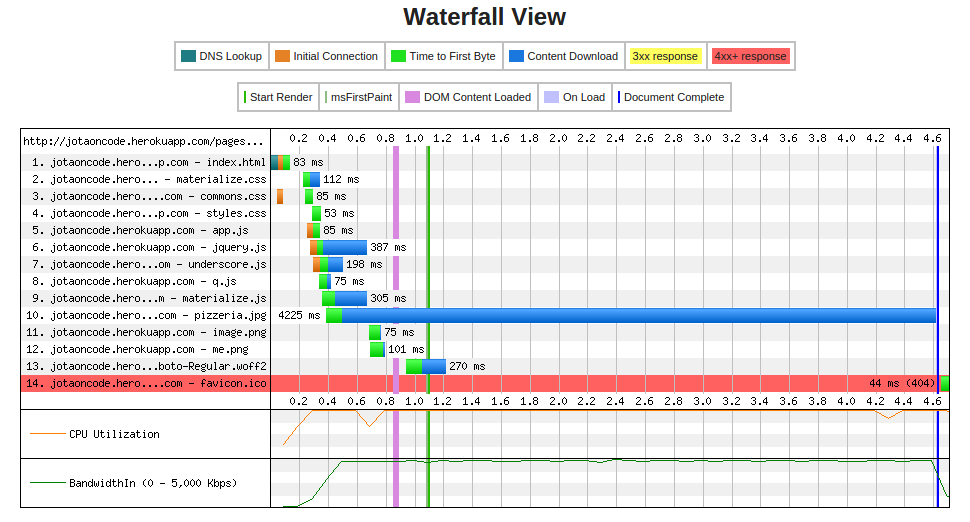 Waterfall View
DNS Lookup Initial Connection Time to First Byte Content Download 3xx response 4xx+ response
Start Render msFirstPaint DOM Content Loaded On Load Document Complete
http://jotaoncode.herokuapp.com/pages... 0.2 0.4 0.6 0.8 1.0 1.2 1.4 1.6 1.8 2.0 2.2 2.4 2.6 2.8 3.0 3.2 3.4 3.6 3.8 4.0 4.2 4.4 4.6
1. jotaoncode.hero...p.com - index.html 83 ms
2. jotaoncode.hero... - materialize.css 112 ms
3. jotaoncode.hero....com - commons.css 85 ms
4. jotaoncode.hero...p.com - styles.css 53 ms
5. jotaoncode.herokuapp.com - app.js 85 ms
6. jotaoncode.herokuapp.com - jquery.js 387 ms
7. jotaoncode.hero...om - underscore.js 198 ms
8. jotaoncode.herokuapp.com - q.js 75 ms
9. jotaoncode.hero...m - materialize.js 305 ms
10. jotaoncode.hero...com - pizzeria.jpg 4225 ms
11. jotaoncode.herokuapp.com - image.png 75 ms
12. jotaoncode.herokuapp.com - me.png 101 ms
13. jotaoncode.hero...boto-Regular.woff2 270 ms
14. jotaoncode.hero....com - favicon.ico 44 ms (404)
0.2 0.4 0.6 0.8 1.0 1.2 1.4 1.6 1.8 2.0 2.2 2.4 2.6 2.8 3.0 3.2 3.4 3.6 3.8 4.0 4.2 4.4 4.6
CPU Utilization
BandwidthIn (0 - 5,000 Kbps)